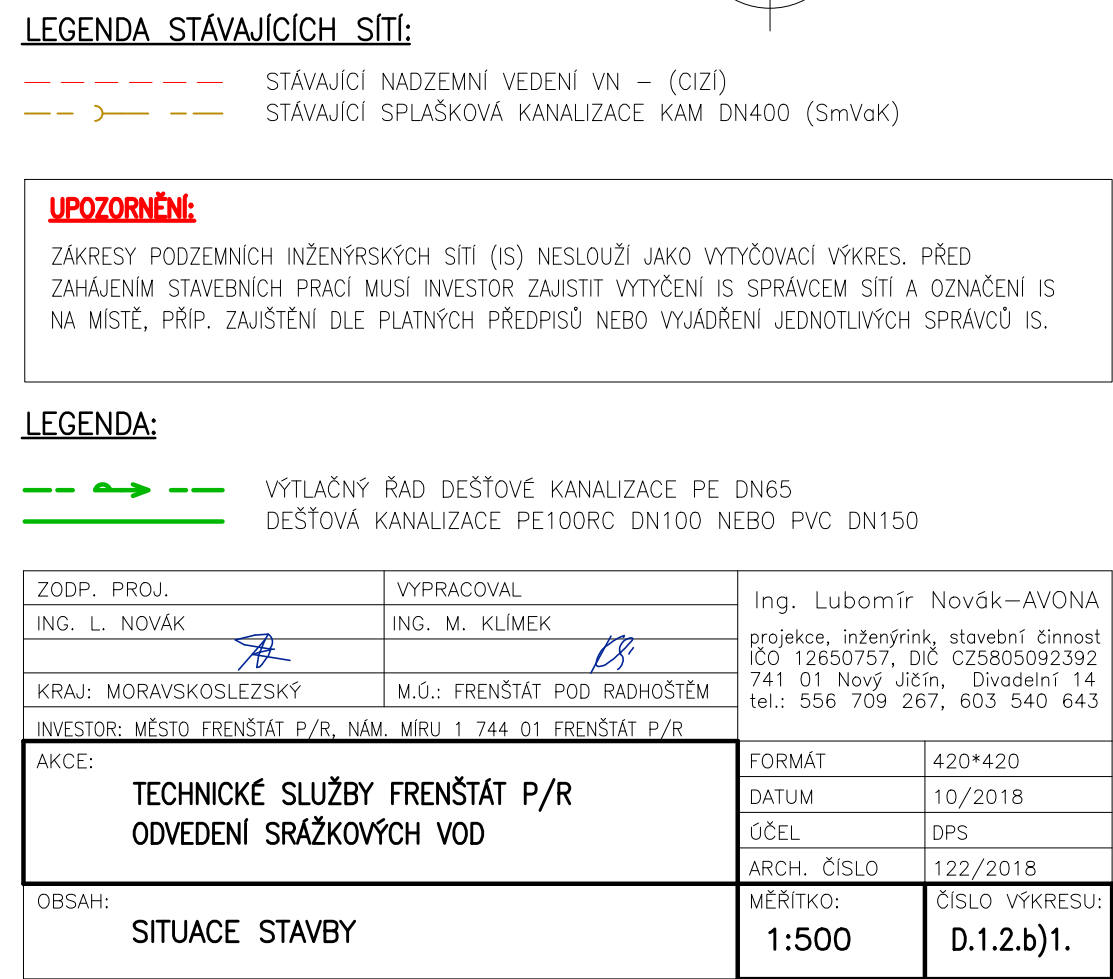 LEGENDA STÁVAJÍCÍCH SÍTÍ:
STÁVAJÍCÍ NADZEMNÍ VEDENÍ VN – (CIZÍ)
STÁVAJÍCÍ SPLAŠKOVÁ KANALIZACE KAM DN400 (SmVaK)
UPOZORNĚNÍ:
ZÁKRESY PODZEMNÍCH INŽENÝRSKÝCH SÍTÍ (IS) NESLOUŽÍ JAKO VYTYČOVACÍ VÝKRES. PŘED
ZAHÁJENÍM STAVEBNÍCH PRACÍ MUSÍ INVESTOR ZAJISTIT VYTYČENÍ IS SPRÁVCEM SÍTÍ A OZNAČENÍ IS
NA MÍSTĚ, PŘÍP. ZAJIŠTĚNÍ DLE PLATNÝCH PŘEDPISŮ NEBO VYJÁDŘENÍ JEDNOTLIVÝCH SPRÁVCŮ IS.
LEGENDA:
VÝTLAČNÝ ŘAD DEŠŤOVÉ KANALIZACE PE DN65
DEŠŤOVÁ KANALIZACE PE100RC DN100 NEBO PVC DN150
ZODP. PROJ.
VYPRACOVAL
ING. L. NOVÁK
ING. M. KLÍMEK
KRAJ: MORAVSKOSLEZSKÝ
M.Ú.: FRENŠTÁT POD RADHOŠTĚM
INVESTOR: MĚSTO FRENŠTÁT P/R, NÁM. MÍRU 1 744 01 FRENŠTÁT P/R
Ing. Lubomír Novák–AVONA
projekce, inženýrink, stavební činnost
IČO 12650757, DIČ CZ5805092392
741 01 Nový Jičín, Divadelní 14
tel.: 556 709 267, 603 540 643
AKCE:
TECHNICKÉ SLUŽBY FRENŠTÁT P/R
ODVEDENÍ SRÁŽKOVÝCH VOD
FORMÁT
420*420
DATUM
10/2018
ÚČEL
DPS
ARCH. ČÍSLO
122/2018
OBSAH:
SITUACE STAVBY
MĚŘÍTKO:
1:500
ČÍSLO VÝKRESU:
D.1.2.b)1.